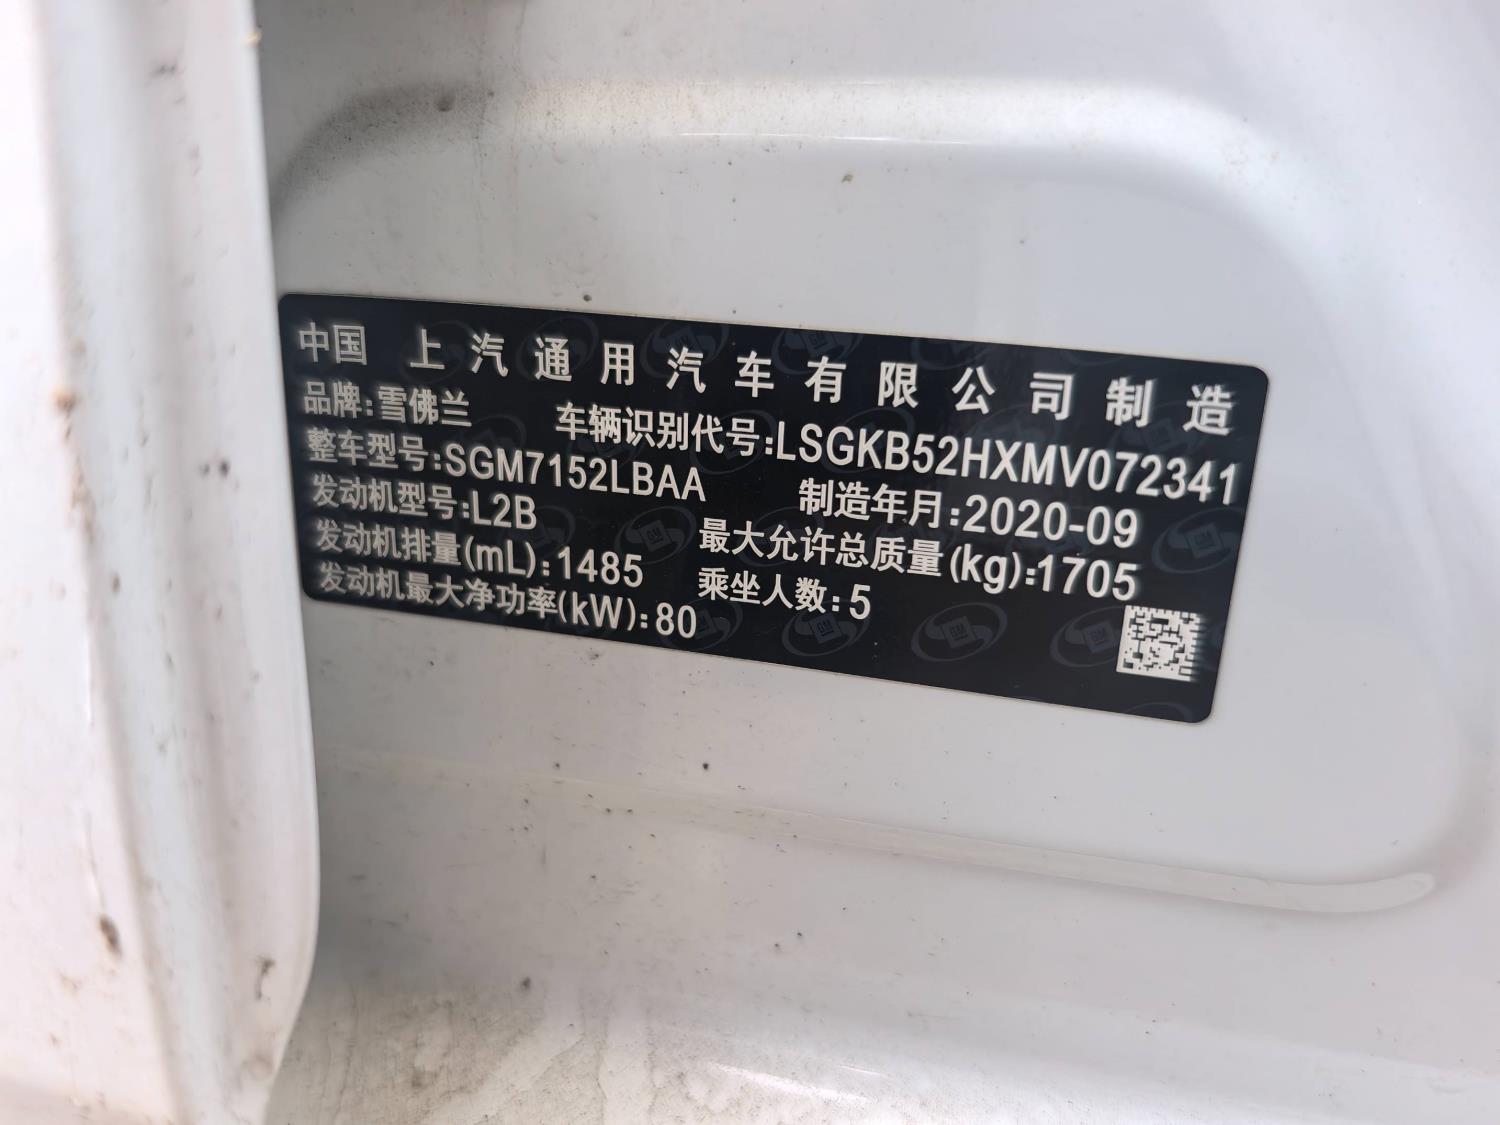 中国 上汽通用汽车有限公司制造
品牌:雪佛兰 车辆识别代号:LSGKB52HXMV072341
整车型号:SGM7152LBAA 制造年月:2020-09
发动机型号:L2B 最大允许总质量(kg):1705
发动机排量(mL):1485 乘坐人数:5
发动机最大净功率(kW):80